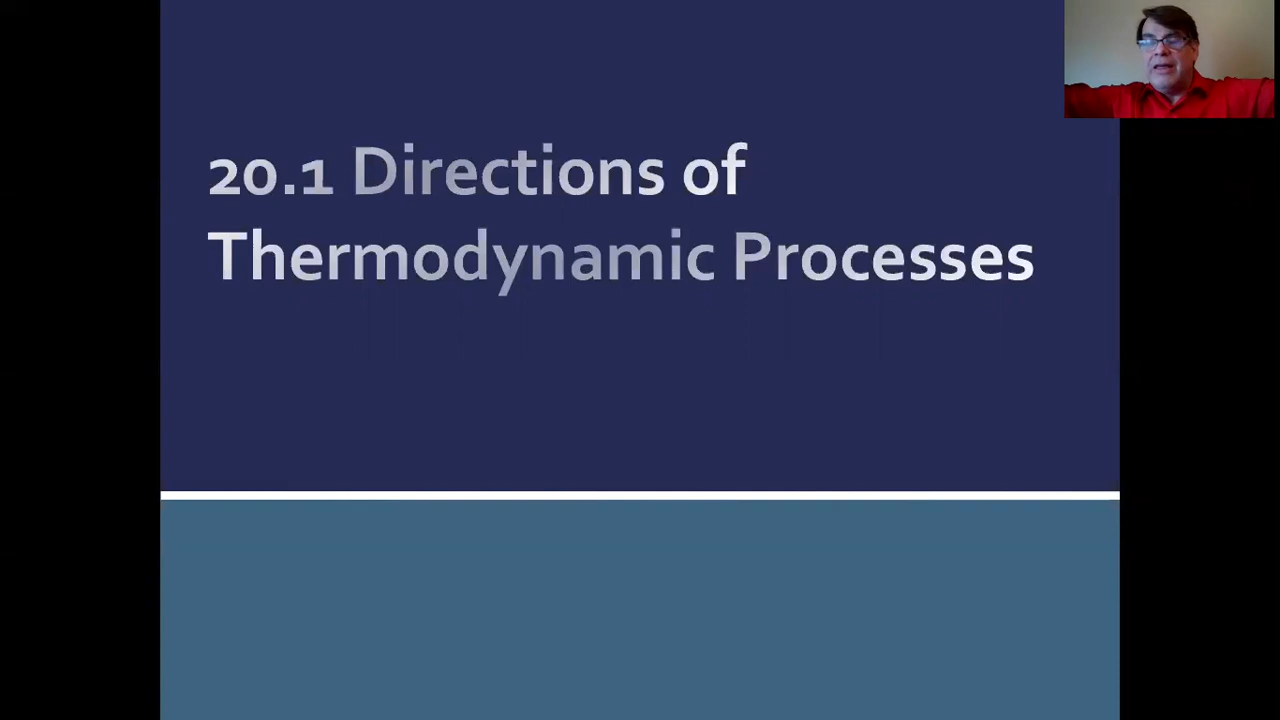 20.1 Directions of
Thermodynamic Processes